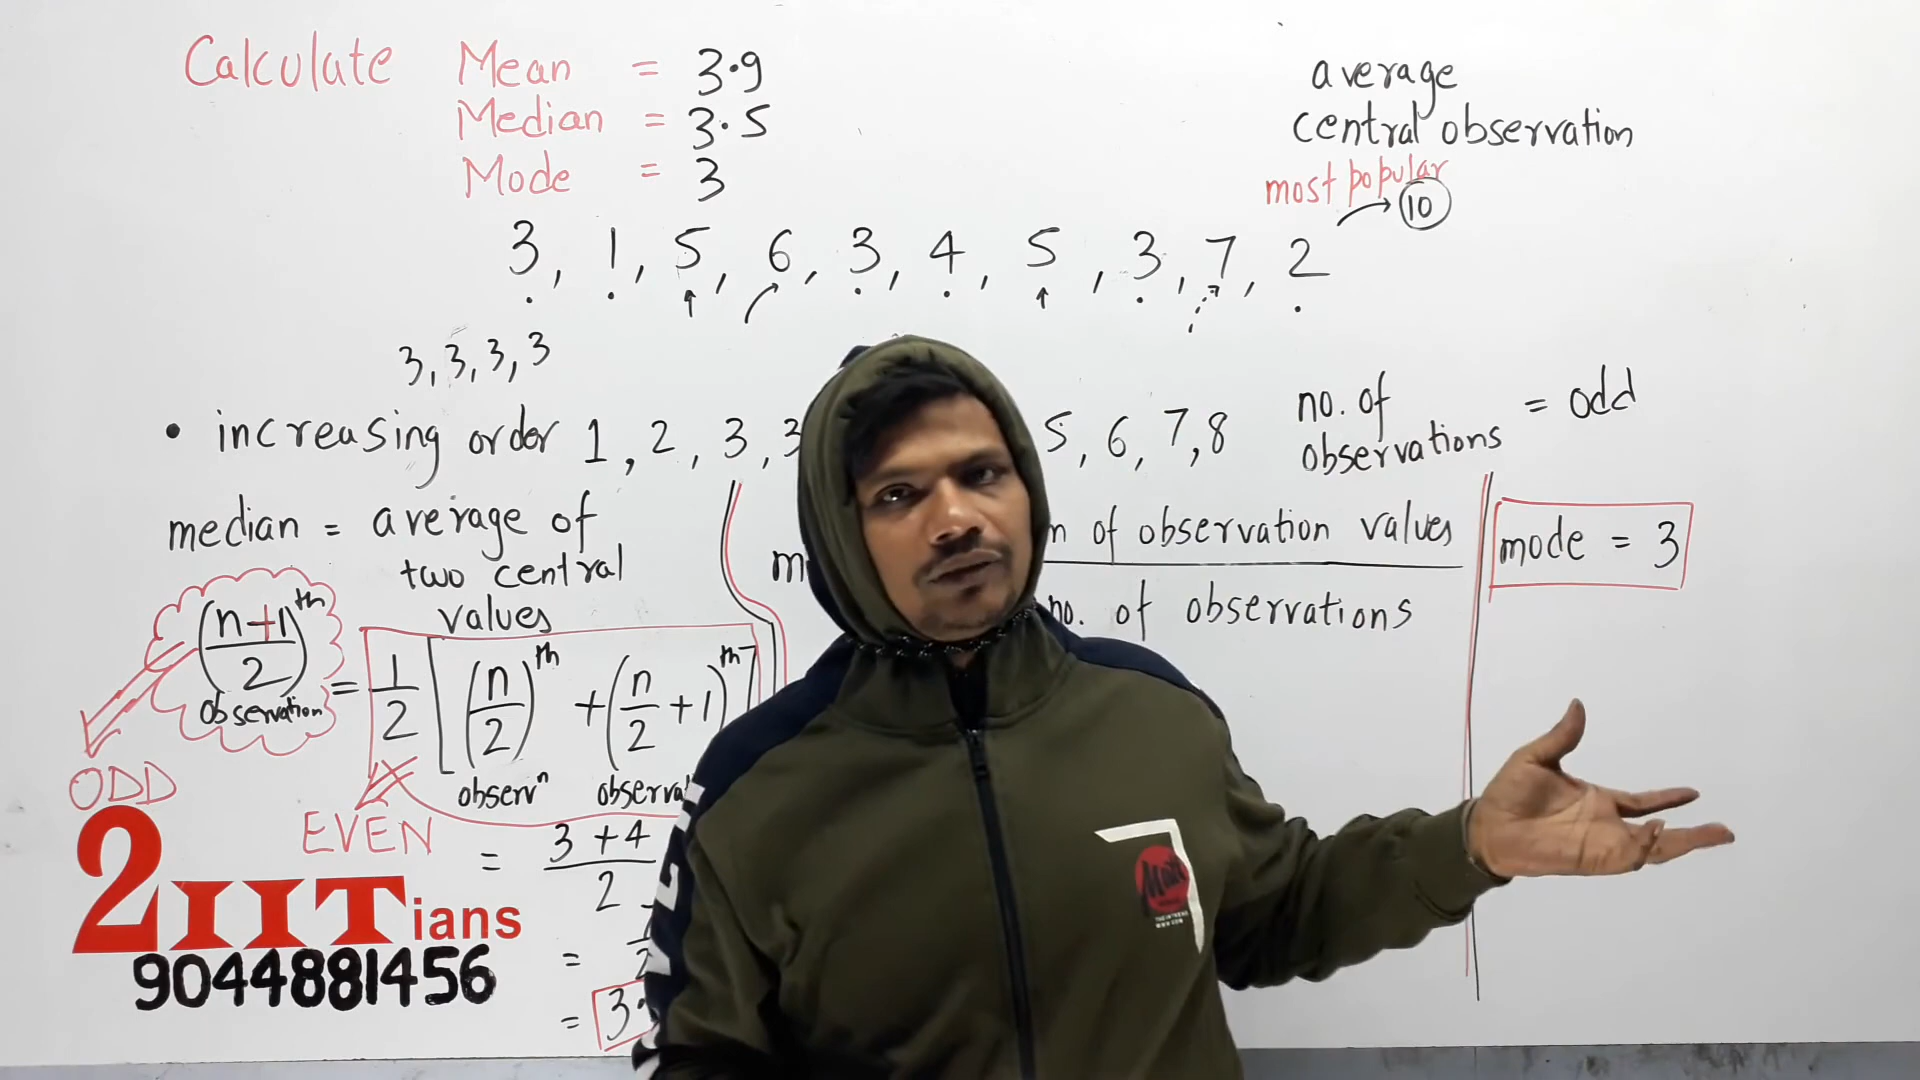 Calculate Mean = 3.9
Median = 3.5
Mode = 3
average
central observation
most popular
10
3, 1, 5, 6, 3, 4, 5, 3, 7, 2
3, 3, 3, 3
• increasing order 1, 2, 3, 3 5, 6, 7, 8
no. of observations = odd
median = average of
two central
values
(n+1/2)th
observation
= 1/2 [(n/2)th + (n/2 + 1)th]
observn
ODD
EVEN
= 3+4/2
=
= 3.
of observation values
no. of observations
mode = 3
2IITians
9044881456